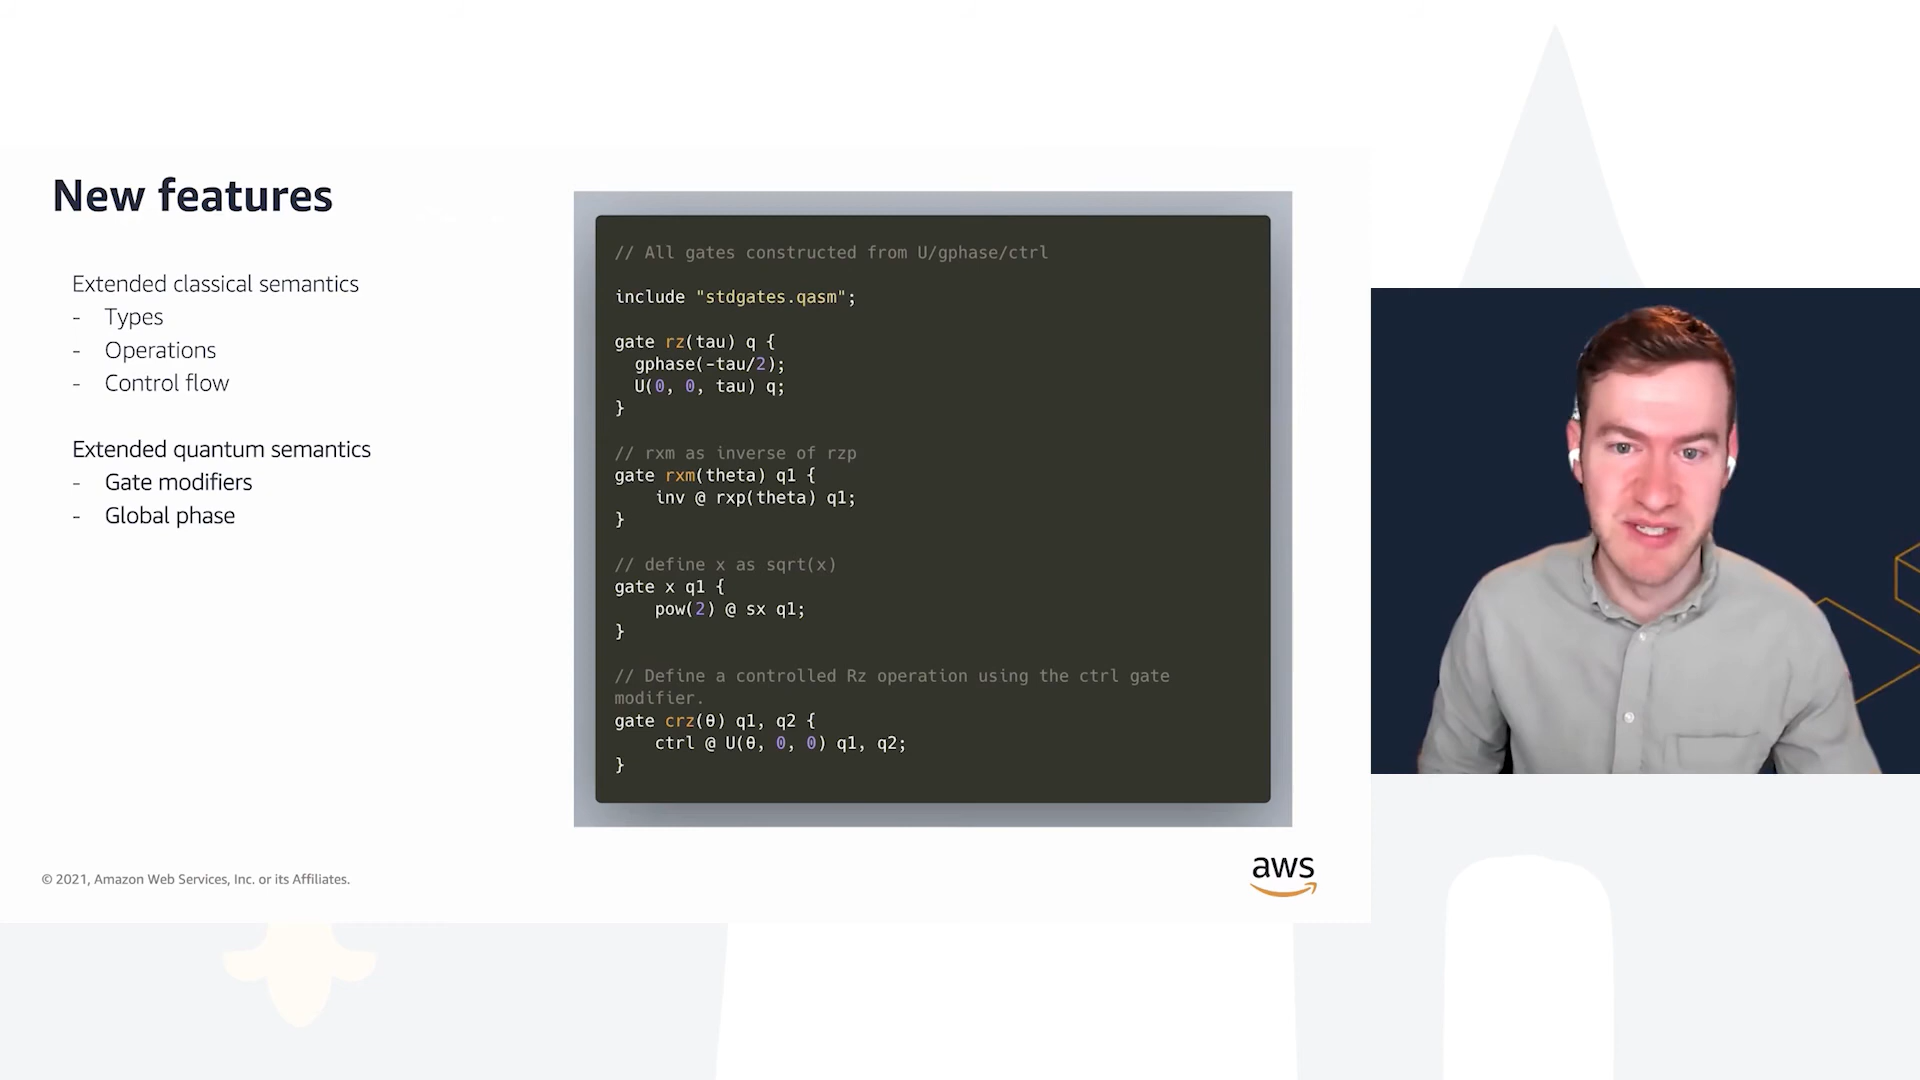 New features
Extended classical semantics
- Types
- Operations
- Control flow
Extended quantum semantics
- Gate modifiers
- Global phase
// All gates constructed from U/gphase/ctrl
include "stdgates.qasm";
gate rz(tau) q {
gphase(-tau/2);
U(0, 0, tau) q;
}
// rxm as inverse of rzp
gate rxm(theta) q1 {
inv @ rxp(theta) q1;
}
// define x as sqrt(x)
gate x q1 {
pow(2) @ sx q1;
}
// Define a controlled Rz operation using the ctrl gate
modifier.
gate crz(θ) q1, q2 {
ctrl @ U(θ, 0, 0) q1, q2;
}
© 2021, Amazon Web Services, Inc. or its Affiliates.
aws